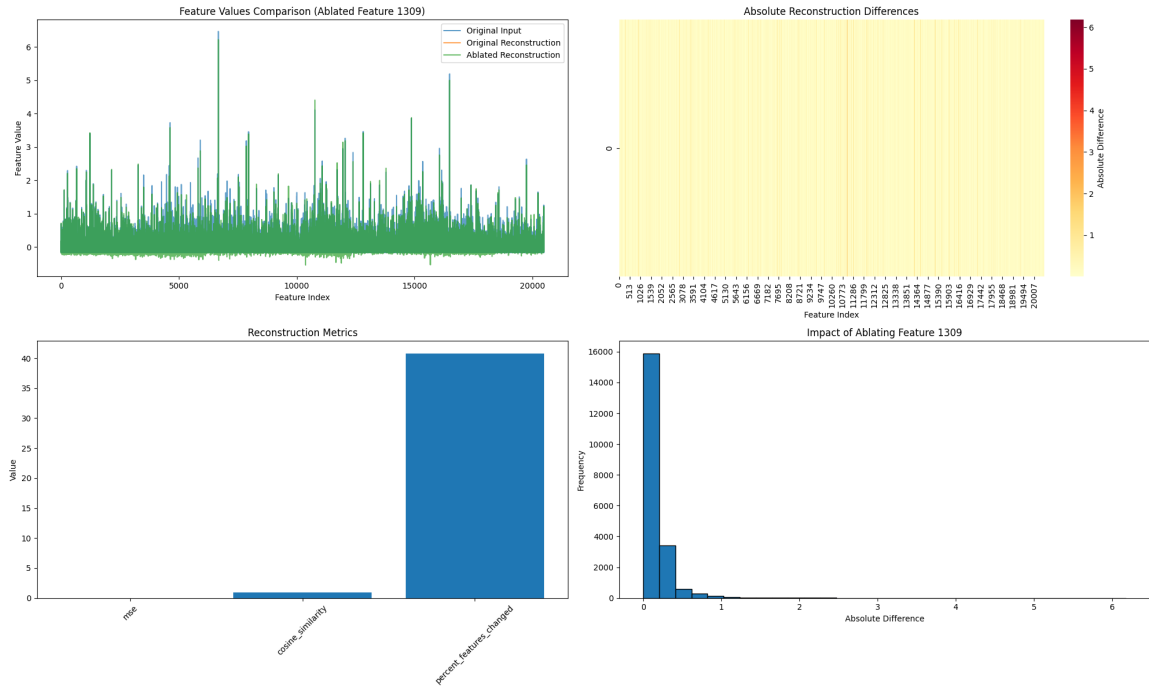 Feature Values Comparison (Ablated Feature 1309)
Original Input
Original Reconstruction
Ablated Reconstruction
Feature Value
6
5
4
3
2
1
0
0 5000 10000 15000 20000
Feature Index
Absolute Reconstruction Differences
0
0 513 1026 1539 2052 2565 3078 3591 4104 4617 5130 5643 6156 6669 7182 7695 8208 8721 9234 9747 10260 10773 11286 11799 12312 12825 13338 13851 14364 14877 15390 15903 16416 16929 17442 17955 18468 18981 19494 20007
Feature Index
6
5
4
3
2
1
Absolute Difference
Reconstruction Metrics
Value
40
35
30
25
20
15
10
5
0
mse cosine_similarity percent_features_changed
Impact of Ablating Feature 1309
Frequency
16000
14000
12000
10000
8000
6000
4000
2000
0
0 1 2 3 4 5 6
Absolute Difference